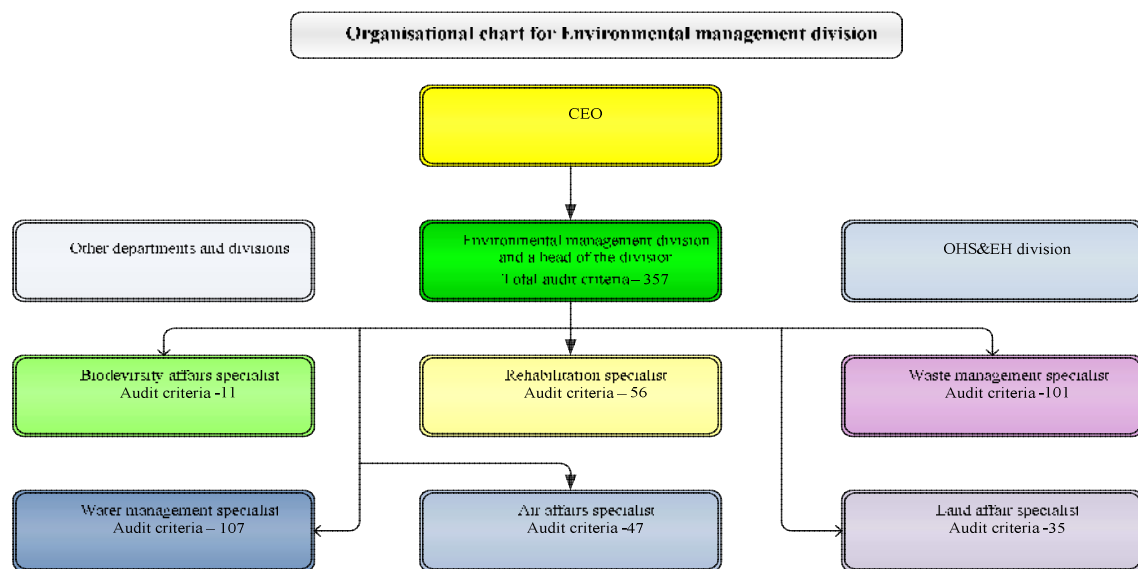 Organisational chart for Environmental management division
CEO
Other departments and divisions
Environmental management division
and a head of the division
Total audit criteria– 357
OHS&EH division
Biodevirsity affairs specialist
Audit criteria -11
Rehabilitation specialist
Audit criteria – 56
Waste management specialist
Audit criteria -101
Water management specialist
Audit criteria – 107
Air affairs specialist
Audit criteria -47
Land affair specialist
Audit criteria -35